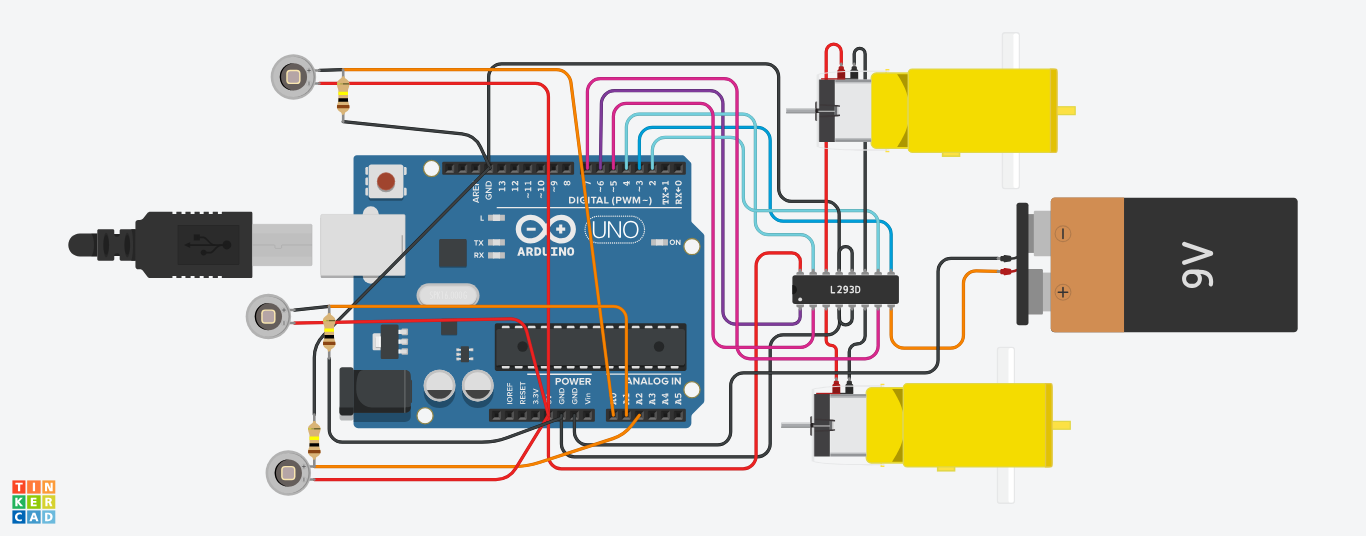 AREF
GND
13
12
~11
~10
~9
8
7
~6
~5
4
~3
2
TX→1
RX←0
DIGITAL (PWM~)
L
TX
RX
ARDUINO
UNO
ON
L293D
9V
POWER
ANALOG IN
IOREF
RESET
3.3V
GND
GND
Vin
A0
A1
A2
A3
A4
A5
TIN
KER
CAD